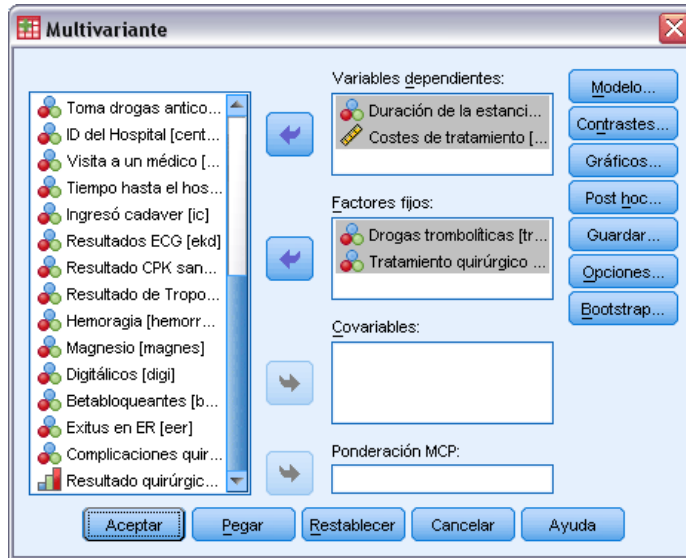 Multivariante
Toma drogas antico...
ID del Hospital [cent...
Visita a un médico [...
Tiempo hasta el hos...
Ingresó cadaver [ic]
Resultados ECG [ekd]
Resultado CPK san...
Resultado de Tropo...
Hemoragia [hemorr...
Magnesio [magnes]
Digitálicos [digi]
Betabloqueantes [b...
Exitus en ER [eer]
Complicaciones quir...
Resultado quirúrgic...
Variables dependientes:
Duración de la estanci...
Costes de tratamiento [...
Factores fijos:
Drogas trombolíticas [tr...
Tratamiento quirúrgico ...
Covariables:
Ponderación MCP:
Modelo...
Contrastes...
Gráficos...
Post hoc...
Guardar...
Opciones...
Bootstrap...
Aceptar
Pegar
Restablecer
Cancelar
Ayuda